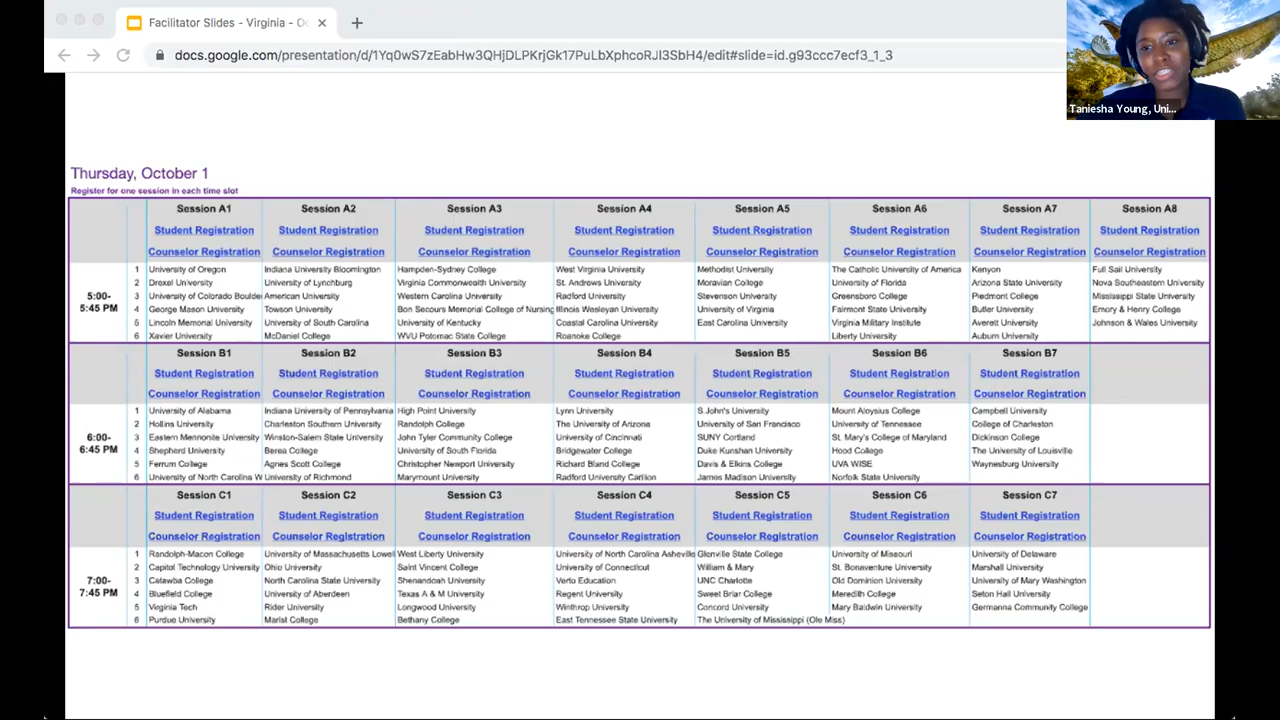 Facilitator Slides - Virginia - Oc
docs.google.com/presentation/d/1Yq0wS7zEabHw3QHjDLPKrjGk17PuLbXphcoRJl3SbH4/edit#slide=id.g93ccc7ecf3_1_3
Taniesha Young, Uni...
Thursday, October 1
Register for one session in each time slot
Session A1 Session A2 Session A3 Session A4 Session A5 Session A6 Session A7 Session A8
Student Registration Student Registration Student Registration Student Registration Student Registration Student Registration Student Registration Student Registration
Counselor Registration Counselor Registration Counselor Registration Counselor Registration Counselor Registration Counselor Registration Counselor Registration Counselor Registration
5:00-
5:45 PM
1 University of Oregon Indiana University Bloomington Hampden-Sydney College West Virginia University Methodist University The Catholic University of America Kenyon Full Sail University
2 Drexel University University of Lynchburg Virginia Commonwealth University St. Andrews University Moravian College University of Florida Arizona State University Nova Southeastern University
3 University of Colorado Boulder American University Western Carolina University Radford University Stevenson University Greensboro College Piedmont College Mississippi State University
4 George Mason University Towson University Bon Secours Memorial College of Nursing Illinois Wesleyan University University of Virginia Fairmont State University Butler University Emory & Henry College
5 Lincoln Memorial University University of South Carolina University of Kentucky Coastal Carolina University East Carolina University Virginia Military Institute Averett University Johnson & Wales University
6 Xavier University McDaniel College WVU Potomac State College Roanoke College Liberty University Auburn University
Session B1 Session B2 Session B3 Session B4 Session B5 Session B6 Session B7
Student Registration Student Registration Student Registration Student Registration Student Registration Student Registration Student Registration
Counselor Registration Counselor Registration Counselor Registration Counselor Registration Counselor Registration Counselor Registration Counselor Registration
6:00-
6:45 PM
1 University of Alabama Indiana University of Pennsylvania High Point University Lynn University S.John's University Mount Aloysius College Campbell University
2 Hollins University Charleston Southern University Randolph College The University of Arizona University of San Francisco University of Tennessee College of Charleston
3 Eastern Mennonite University Winston-Salem State University John Tyler Community College University of Cincinnati SUNY Cortland St. Mary's College of Maryland Dickinson College
4 Shepherd University Berea College University of South Florida Bridgewater College Duke Kunshan University Hood College The University of Louisville
5 Ferrum College Agnes Scott College Christopher Newport University Richard Bland College Davis & Elkins College UVA WISE Waynesburg University
6 University of North Carolina W University of Richmond Marymount University Radford University Carilion James Madison University Norfolk State University
Session C1 Session C2 Session C3 Session C4 Session C5 Session C6 Session C7
Student Registration Student Registration Student Registration Student Registration Student Registration Student Registration Student Registration
Counselor Registration Counselor Registration Counselor Registration Counselor Registration Counselor Registration Counselor Registration Counselor Registration
7:00-
7:45 PM
1 Randolph-Macon College University of Massachusetts Lowell West Liberty University University of North Carolina Asheville Glenville State College University of Missouri University of Delaware
2 Capitol Technology University Ohio University Saint Vincent College University of Connecticut William & Mary St. Bonaventure University Marshall University
3 Catawba College North Carolina State University Shenandoah University Verto Education UNC Charlotte Old Dominion University University of Mary Washington
4 Bluefield College University of Aberdeen Texas A & M University Regent University Sweet Briar College Meredith College Seton Hall University
5 Virginia Tech Rider University Longwood University Winthrop University Concord University Mary Baldwin University Germanna Community College
6 Purdue University Marist College Bethany College East Tennessee State University The University of Mississippi (Ole Miss)